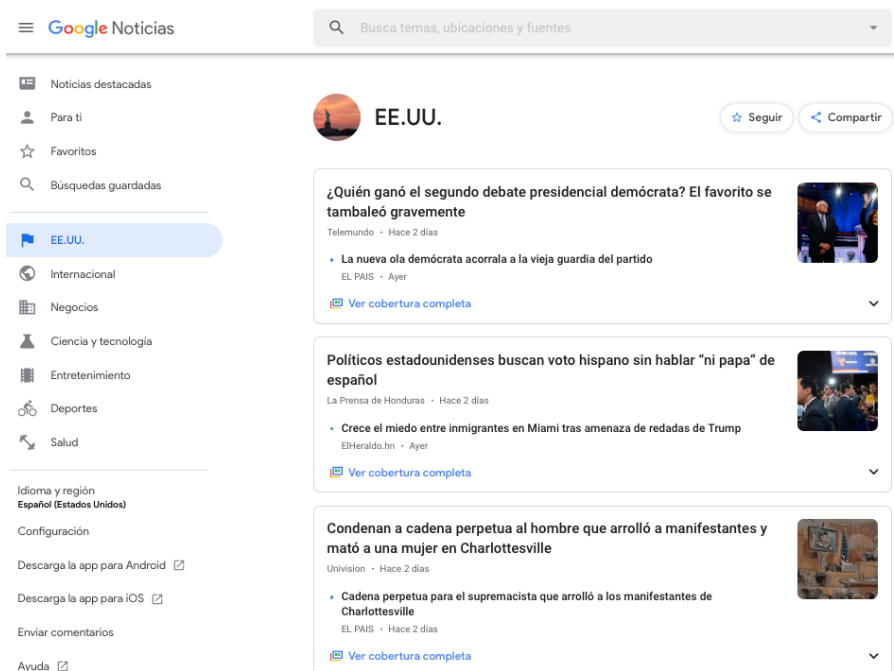 Google Noticias
Busca temas, ubicaciones y fuentes
Noticias destacadas
Para ti
Favoritos
Búsquedas guardadas
EE.UU.
Internacional
Negocios
Ciencia y tecnología
Entretenimiento
Deportes
Salud
Idioma y región
Español (Estados Unidos)
Configuración
Descarga la app para Android
Descarga la app para iOS
Enviar comentarios
Ayuda
EE.UU.
Seguir
Compartir
¿Quién ganó el segundo debate presidencial demócrata? El favorito se
tambaleó gravemente
Telemundo • Hace 2 días
• La nueva ola demócrata acorrala a la vieja guardia del partido
EL PAIS • Ayer
Ver cobertura completa
Políticos estadounidenses buscan voto hispano sin hablar “ni papa” de
español
La Prensa de Honduras • Hace 2 días
• Crece el miedo entre inmigrantes en Miami tras amenaza de redadas de Trump
ElHeraldo.hn • Ayer
Ver cobertura completa
Condenan a cadena perpetua al hombre que arrolló a manifestantes y
mató a una mujer en Charlottesville
Univision • Hace 2 días
• Cadena perpetua para el supremacista que arrolló a los manifestantes de
Charlottesville
EL PAIS • Hace 2 días
Ver cobertura completa